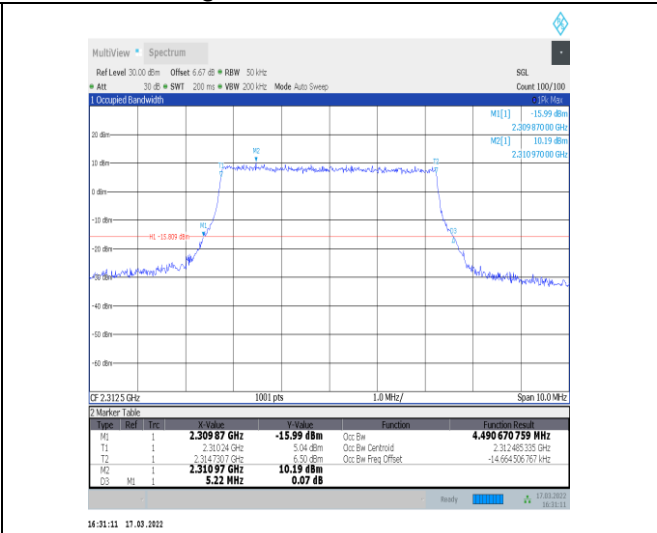 MultiView Spectrum
Ref Level 30.00 dBm Offset 6.67 dB RBW 50 kHz SGL
Att 30 dB SWT 200 ms VBW 200 kHz Mode Auto Sweep Count 100/100
1 Occupied Bandwidth 1Pk Max
M1[1] -15.99 dBm
2.309 870 00 GHz
M2[1] 10.19 dBm
2.310 970 00 GHz
20 dBm
M2
10 dBm
0 dBm
-10 dBm
M1
D3
H1 -15.809 dBm
-20 dBm
-30 dBm
-40 dBm
-50 dBm
-60 dBm
CF 2.3125 GHz 1001 pts 1.0 MHz/ Span 10.0 MHz
2 Marker Table
Type Ref Trc X-Value Y-Value Function Function Result
M1 1 2.309 87 GHz -15.99 dBm Occ Bw 4.490 670 759 MHz
T1 1 2.310 24 GHz 5.04 dBm Occ Bw Centroid 2.312 485 335 GHz
T2 1 2.314 730 7 GHz 6.50 dBm Occ Bw Freq Offset -14.664 506 767 kHz
M2 1 2.310 97 GHz 10.19 dBm
D3 M1 1 5.22 MHz 0.07 dB
Ready 17.03.2022
16:31:11
16:31:11 17.03.2022